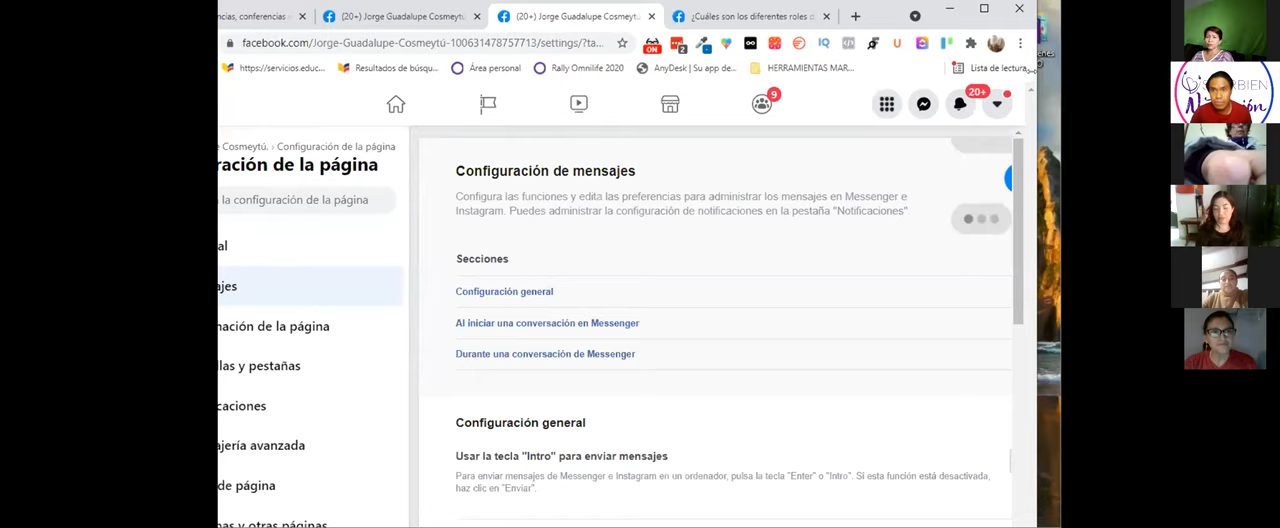 encias, conferencias
(20+) Jorge Guadalupe Cosmeytú
(20+) Jorge Guadalupe Cosmeytú
¿Cuáles son los diferentes roles d
facebook.com/Jorge-Guadalupe-Cosmeytú-100631478757713/settings/?ta...
ON
2
https://servicios.educ...
Resultados de búsqu...
Área personal
Rally Omnilife 2020
AnyDesk | Su app de...
HERRAMIENTAS MAR...
Lista de lectura
9
20+
e Cosmeytú. › Configuración de la página
ración de la página
la configuración de la página
al
ajes
nación de la página
llas y pestañas
caciones
ajería avanzada
de página
nas y otras páginas
Configuración de mensajes
Configura las funciones y edita las preferencias para administrar los mensajes en Messenger e
Instagram. Puedes administrar la configuración de notificaciones en la pestaña "Notificaciones".
Secciones
Configuración general
Al iniciar una conversación en Messenger
Durante una conversación de Messenger
Configuración general
Usar la tecla "Intro" para enviar mensajes
Para enviar mensajes de Messenger e Instagram en un ordenador, pulsa la tecla "Enter" o "Intro". Si esta función está desactivada,
haz clic en "Enviar".